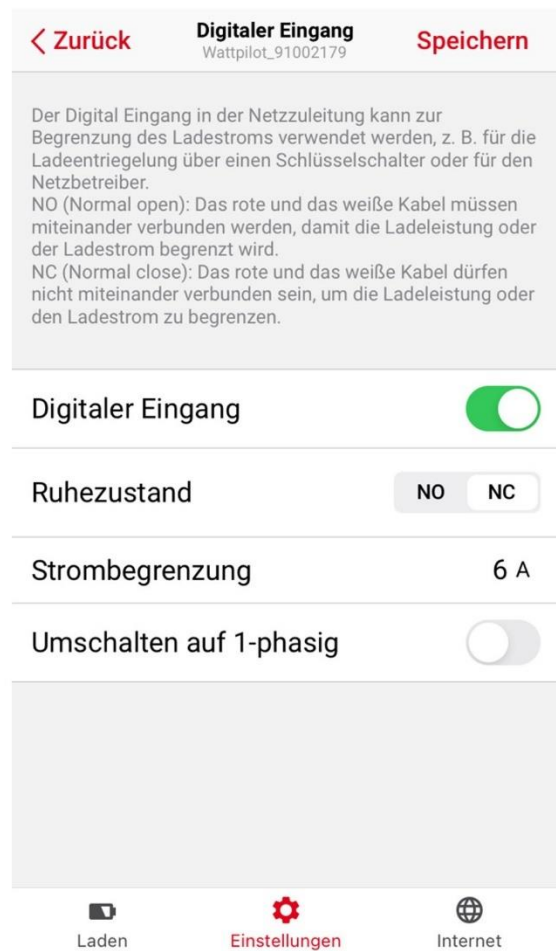 Zurück
Digitaler Eingang
Wattpilot_91002179
Speichern
Der Digital Eingang in der Netzzuleitung kann zur
Begrenzung des Ladestroms verwendet werden, z. B. für die
Ladeentriegelung über einen Schlüsselschalter oder für den
Netzbetreiber.
NO (Normal open): Das rote und das weiße Kabel müssen
miteinander verbunden werden, damit die Ladeleistung oder
der Ladestrom begrenzt wird.
NC (Normal close): Das rote und das weiße Kabel dürfen
nicht miteinander verbunden sein, um die Ladeleistung oder
den Ladestrom zu begrenzen.
Digitaler Eingang
Ruhezustand NO NC
Strombegrenzung 6 A
Umschalten auf 1-phasig
Laden Einstellungen Internet